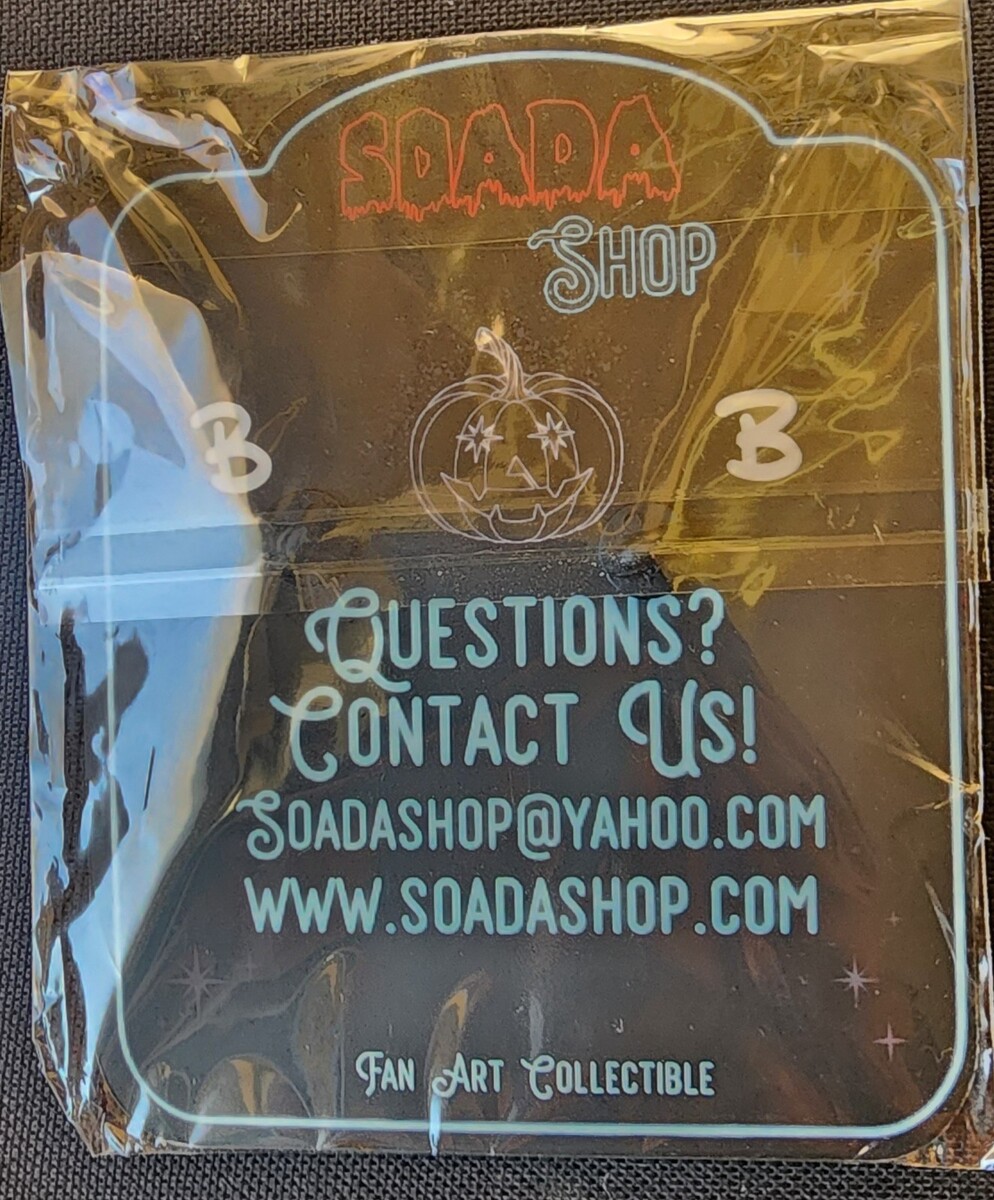 SOADA
SHOP
B B
QUESTIONS?
CONTACT US!
SOADASHOP@YAHOO.COM
WWW.SOADASHOP.COM
FAN ART COLLECTIBLE